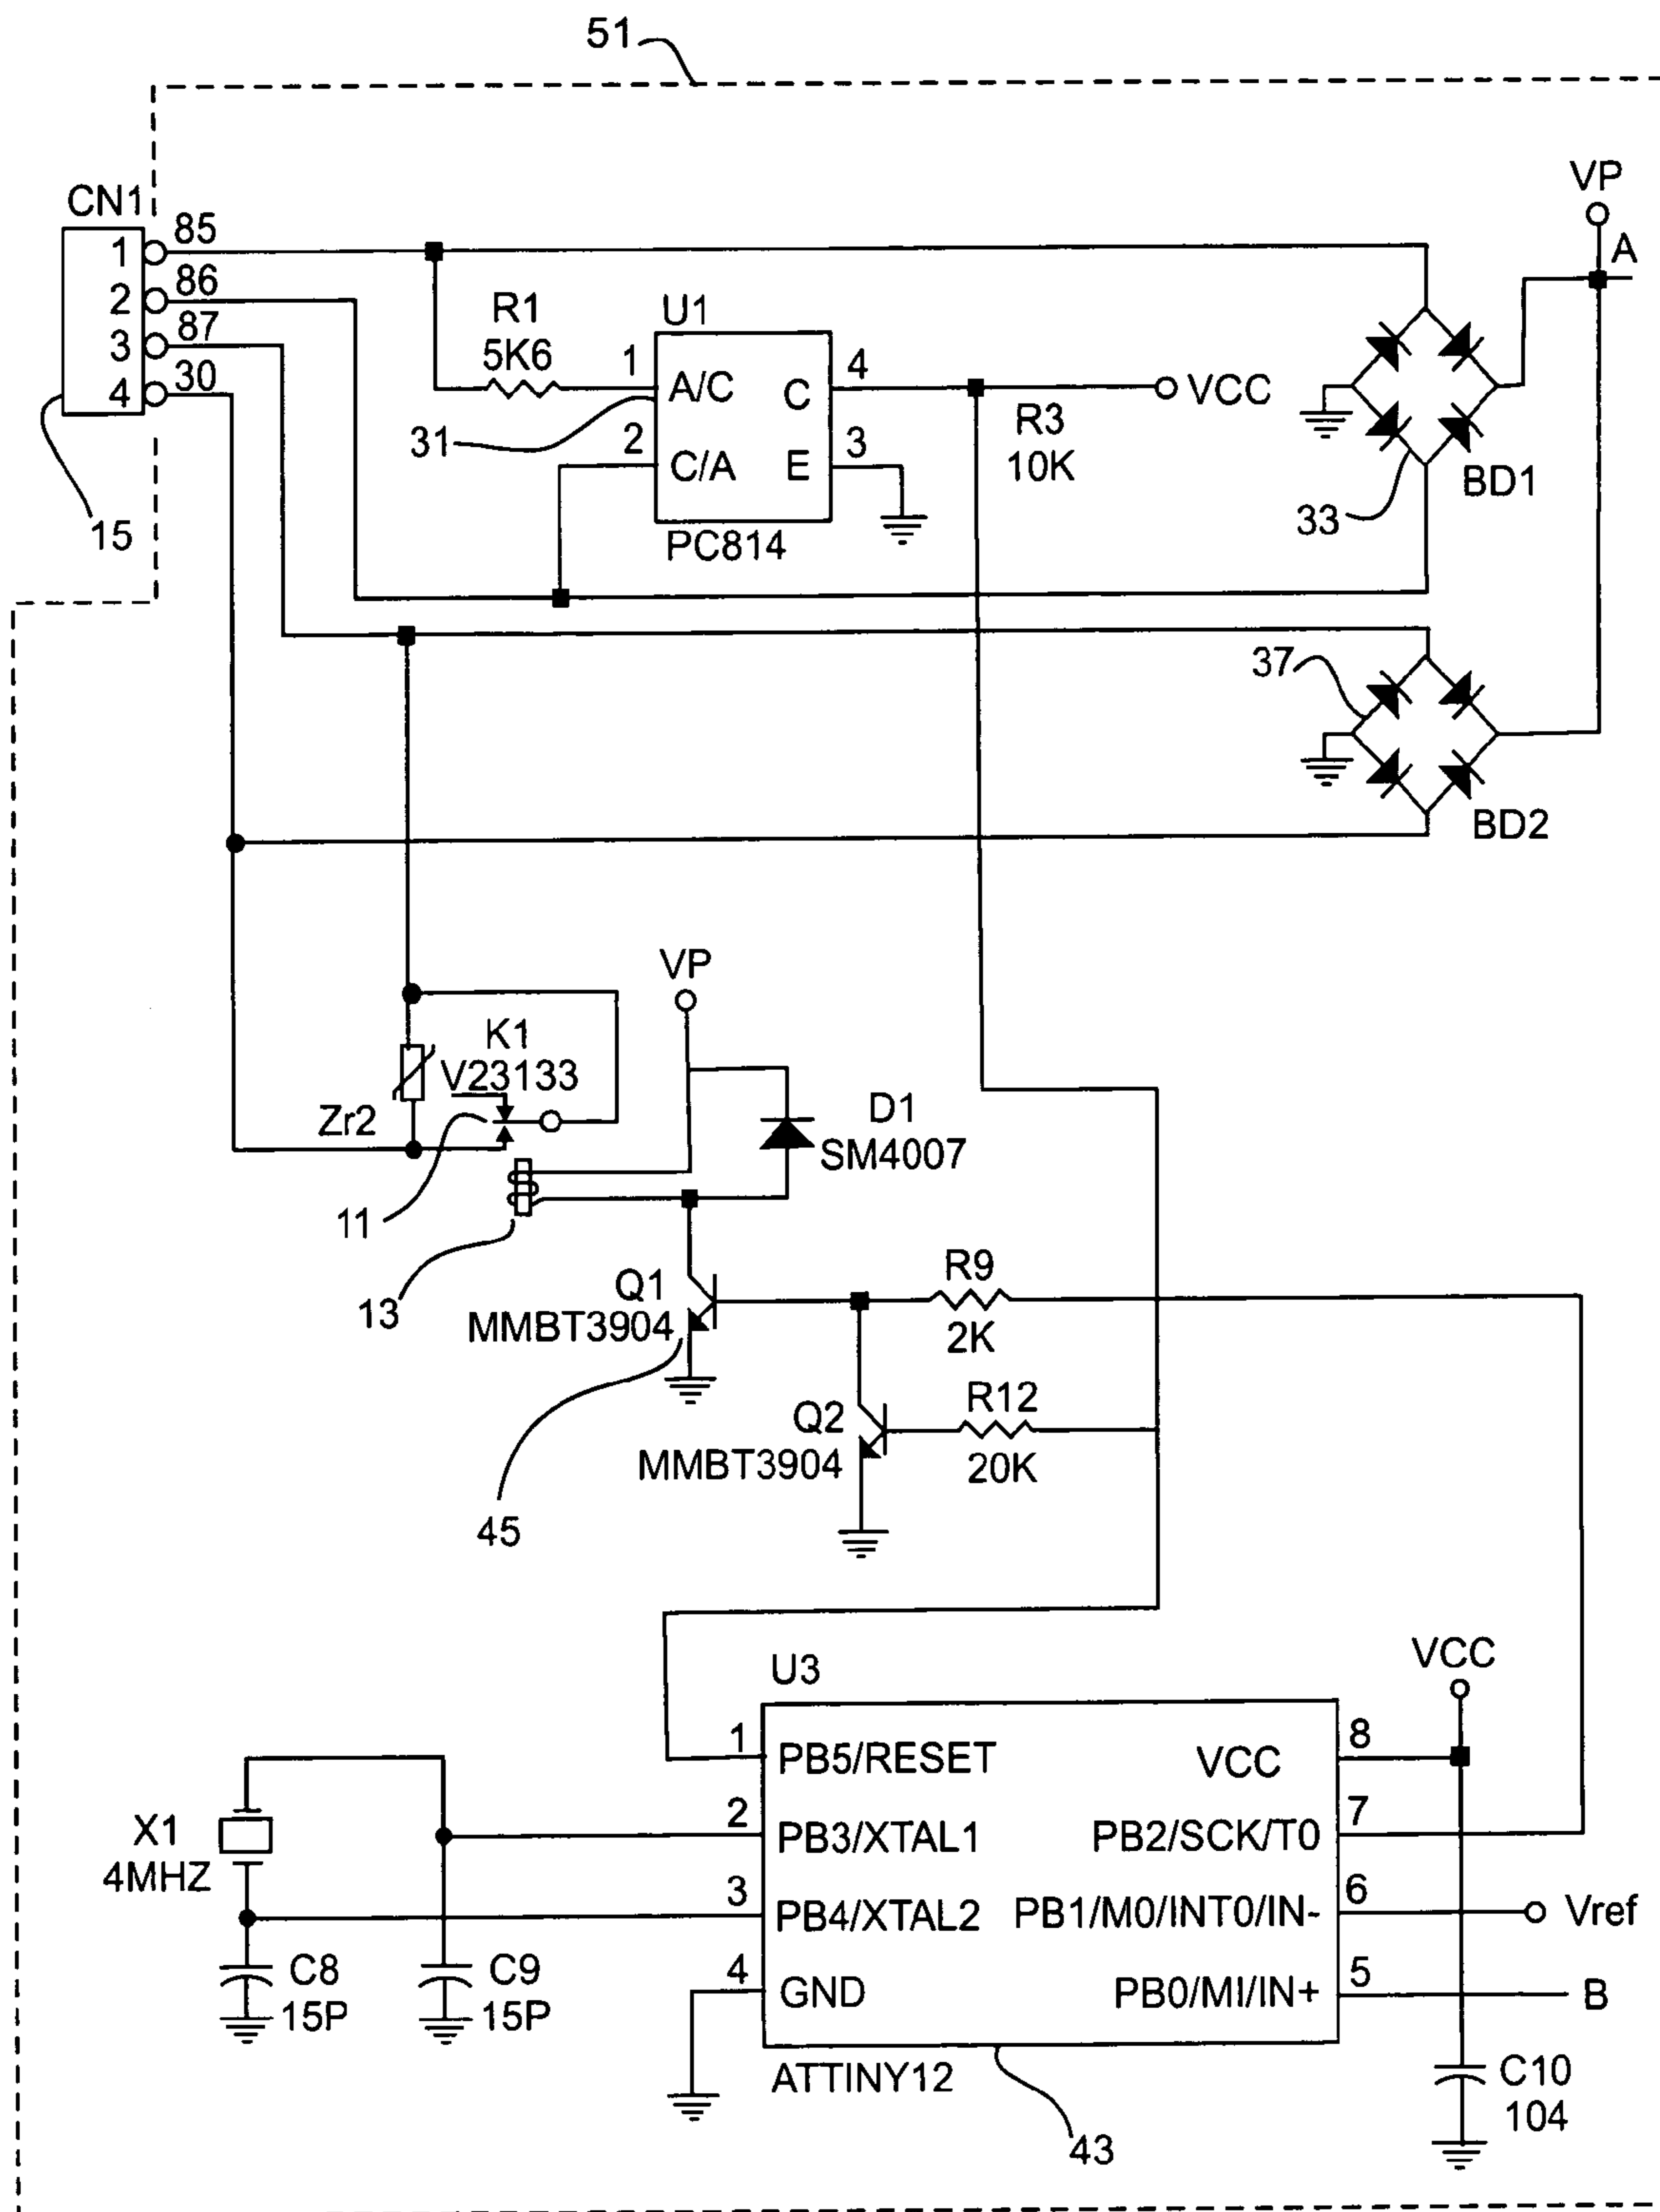 51
VP
A
CN1
1 85
2 86
3 87
4 30
15
R1
5K6
U1
1 A/C
2 C/A
C 4
E 3
PC814
31
VCC
R3
10K
BD1
33
37
BD2
VP
K1
V23133
Zr2
11
13
D1
SM4007
Q1
MMBT3904
R9
2K
Q2
MMBT3904
R12
20K
45
U3
VCC
1 PB5/RESET
2 PB3/XTAL1
3 PB4/XTAL2
4 GND
VCC 8
PB2/SCK/T0 7
PB1/M0/INT0/IN- 6
PB0/MI/IN+ 5
Vref
B
X1
4MHZ
C8
15P
C9
15P
ATTINY12
43
C10
104